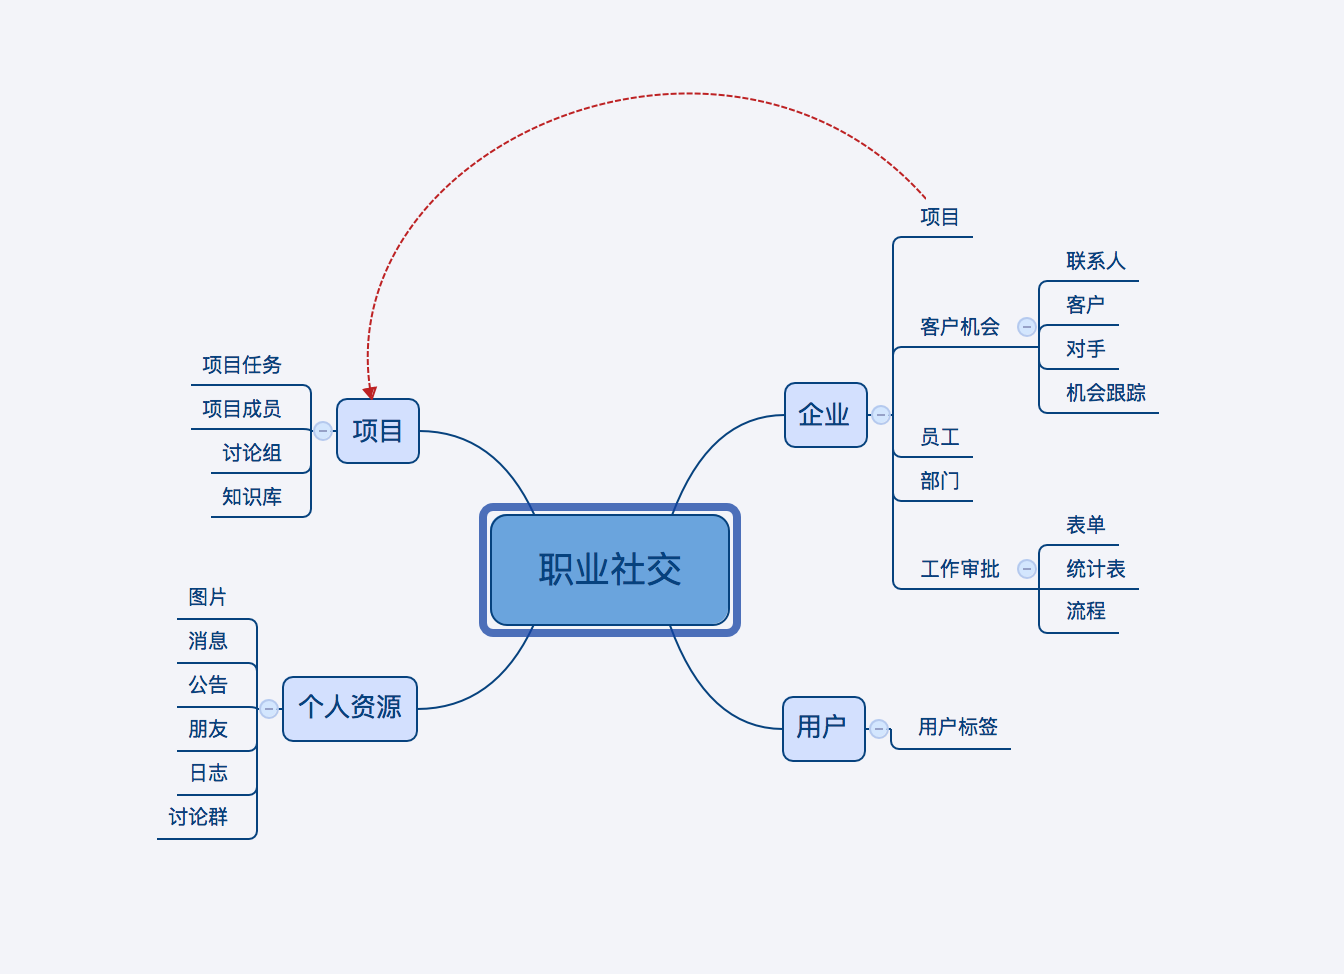 职业社交
企业
项目
客户机会
联系人
客户
对手
机会跟踪
员工
部门
工作审批
表单
统计表
流程
用户
用户标签
项目
项目任务
项目成员
讨论组
知识库
个人资源
图片
消息
公告
朋友
日志
讨论群